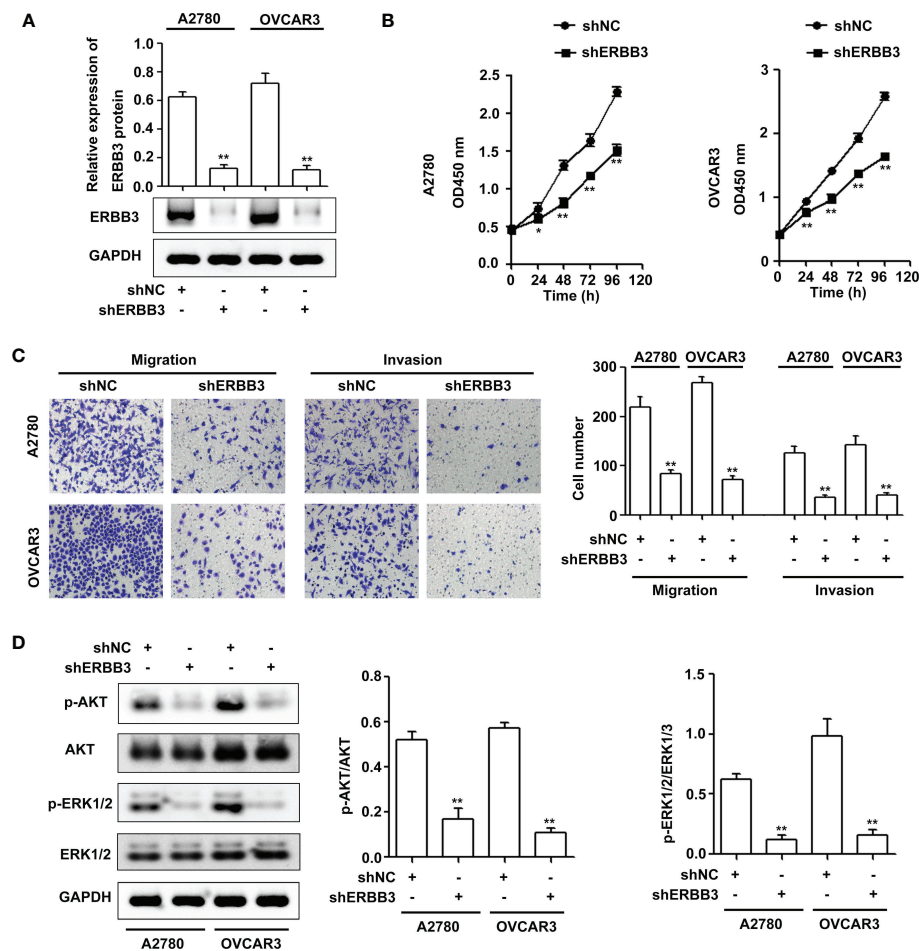 A
A2780 OVCAR3
Relative expression of
ERBB3 protein
1.0
0.8
0.6
0.4
0.2
0.0
** **
ERBB3
GAPDH
shNC + - + -
shERBB3 - + - +
B
shNC
shERBB3
A2780
OD450 nm
2.5
2.0
1.5
1.0
0.5
0.0
* ** ** **
0 24 48 72 96 120
Time (h)
shNC
shERBB3
OVCAR3
OD450 nm
3
2
1
0
** ** ** **
0 24 48 72 96 120
Time (h)
C
Migration Invasion
shNC shERBB3 shNC shERBB3
A2780
OVCAR3
A2780 OVCAR3 A2780 OVCAR3
Cell number
300
200
100
0
** ** ** **
shNC + - + - + - + -
shERBB3 - + - + - + - +
Migration Invasion
D
shNC + - + -
shERBB3 - + - +
p-AKT
AKT
p-ERK1/2
ERK1/2
GAPDH
A2780 OVCAR3
p-AKT/AKT
0.8
0.6
0.4
0.2
0.0
** **
shNC + - + -
shERBB3 - + - +
A2780 OVCAR3
p-ERK1/2/ERK1/3
1.5
1.0
0.5
0.0
** **
shNC + - + -
shERBB3 - + - +
A2780 OVCAR3